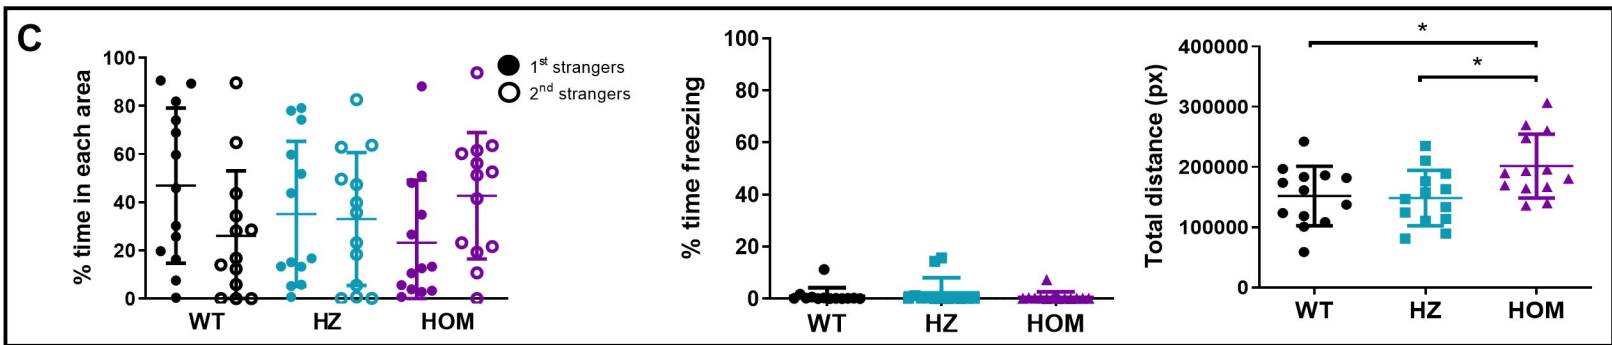 C
% time in each area
100
80
60
40
20
0
WT
HZ
HOM
1st strangers
2nd strangers
% time freezing
100
80
60
40
20
0
WT
HZ
HOM
Total distance (px)
400000
300000
200000
100000
0
*
*
WT
HZ
HOM